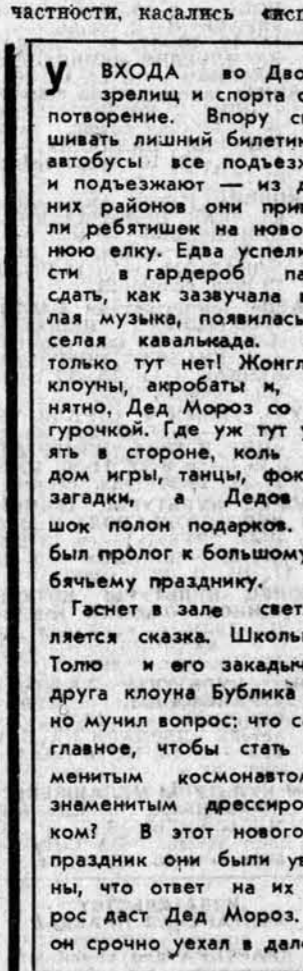 частности, касались
У ВХОДА во Дво
зрелищ и спорта с
потворение. Впору с
шивать лишний билетик
автобусы все подъез
и подъезжают — из д
них районов они при
ли ребятишек на ново
нюю елку. Едва успел
сти в гардероб па
сдать, как зазвучала
лая музыка, появилась
селая кавалькада.
только тут нет! Жонгл
клоуны, акробаты и,
нятно, Дед Мороз со
гурочкой. Где уж тут у
ять в стороне, коль
дом игры, танцы, фок
загадки, а Дедов
шок полон подарков.
был пролог к большому
бячьему празднику.
Гаснет в зале свет
ляется сказка. Школь
Толю и его закадыч
друга клоуна Бублика
но мучил вопрос: что с
главное, чтобы стать
менитым космонавто
знаменитым дрессиро
ком? В этот нового
праздник они были ув
ны, что ответ на их
рос даст Дед Мороз.
он срочно уехал в дал